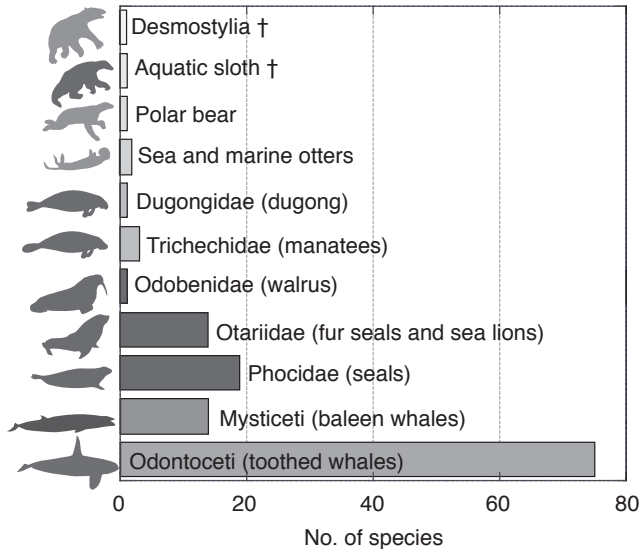 Desmostylia †
Aquatic sloth †
Polar bear
Sea and marine otters
Dugongidae (dugong)
Trichechidae (manatees)
Odobenidae (walrus)
Otariidae (fur seals and sea lions)
Phocidae (seals)
Mysticeti (baleen whales)
Odontoceti (toothed whales)
0 20 40 60 80
No. of species